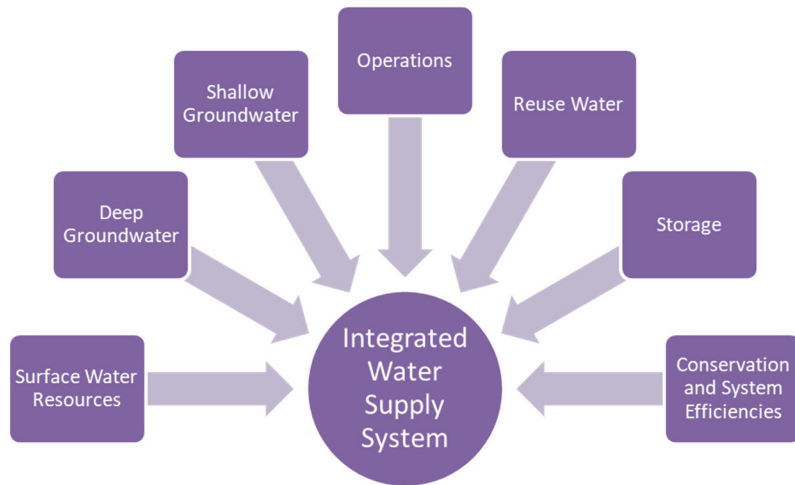 Operations
Shallow
Groundwater
Reuse Water
Deep
Groundwater
Storage
Surface Water
Resources
Integrated
Water
Supply
System
Conservation
and System
Efficiencies